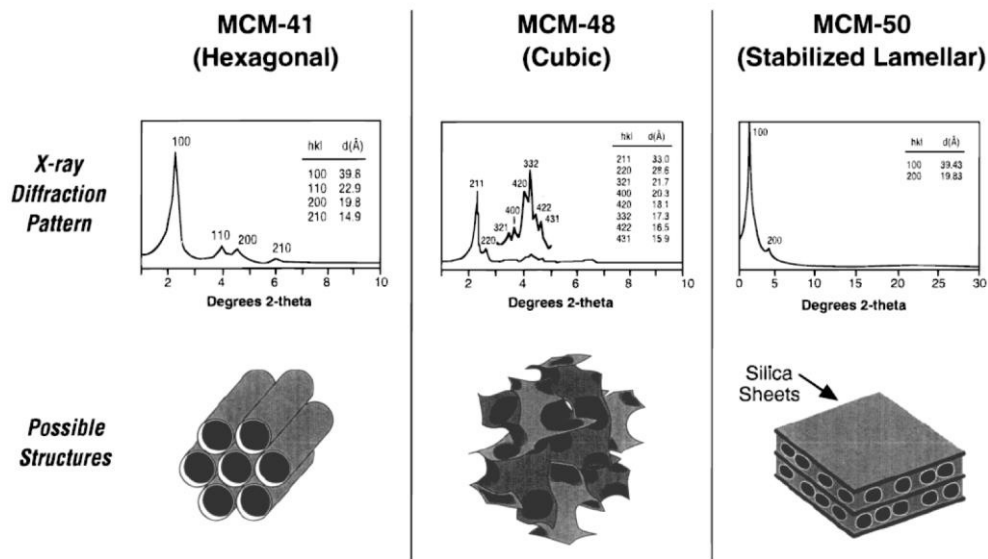 MCM-41
(Hexagonal)
MCM-48
(Cubic)
MCM-50
(Stabilized Lamellar)
X-ray
Diffraction
Pattern
100
110
200
210
hkl d(Å)
100 39.8
110 22.9
200 19.8
210 14.9
2 4 6 8 10
Degrees 2-theta
211
220
321
400
420
332
422
431
hkl d(Å)
211 33.0
220 28.6
321 21.7
400 20.3
420 18.1
332 17.3
422 16.5
431 15.9
2 4 6 8 10
Degrees 2-theta
100
200
hkl d(Å)
100 39.43
200 19.83
0 5 10 15 20 25 30
Degrees 2-theta
Possible
Structures
Silica
Sheets